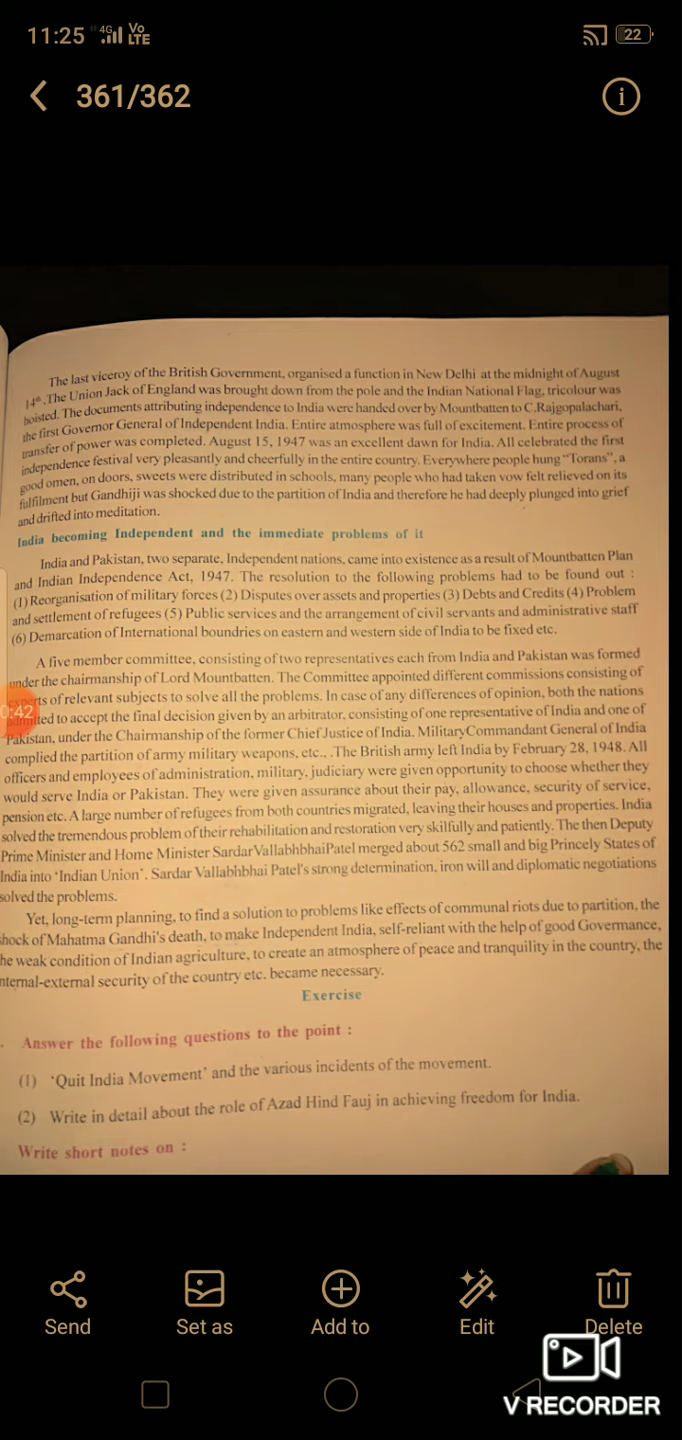 11:25 4G Vo LTE 22
361/362
The last viceroy of the British Government, organised a function in New Delhi at the midnight of August
14th .The Union Jack of England was brought down from the pole and the Indian National Flag, tricolour was
hoisted. The documents attributing independence to India were handed over by Mountbatten to C.Rajgopalachari,
the first Governor General of Independent India. Entire atmosphere was full of excitement. Entire process of
transfer of power was completed. August 15, 1947 was an excellent dawn for India. All celebrated the first
independence festival very pleasantly and cheerfully in the entire country. Everywhere people hung "Torans", a
good omen, on doors, sweets were distributed in schools, many people who had taken vow felt relieved on its
fulfilment but Gandhiji was shocked due to the partition of India and therefore he had deeply plunged into grief
and drifted into meditation.
India becoming Independent and the immediate problems of it
India and Pakistan, two separate, Independent nations, came into existence as a result of Mountbatten Plan
and Indian Independence Act, 1947. The resolution to the following problems had to be found out :
(1) Reorganisation of military forces (2) Disputes over assets and properties (3) Debts and Credits (4) Problem
and settlement of refugees (5) Public services and the arrangement of civil servants and administrative staff
(6) Demarcation of International boundries on eastern and western side of India to be fixed etc.
A five member committee, consisting of two representatives each from India and Pakistan was formed
under the chairmanship of Lord Mountbatten. The Committee appointed different commissions consisting of
rts of relevant subjects to solve all the problems. In case of any differences of opinion, both the nations
0:42
tted to accept the final decision given by an arbitrator, consisting of one representative of India and one of
Pakistan, under the Chairmanship of the former Chief Justice of India. Military Commandant General of India
complied the partition of army military weapons, etc.. .The British army left India by February 28, 1948. All
officers and employees of administration, military, judiciary were given opportunity to choose whether they
would serve India or Pakistan. They were given assurance about their pay, allowance, security of service,
pension etc. A large number of refugees from both countries migrated, leaving their houses and properties. India
solved the tremendous problem of their rehabilitation and restoration very skilfully and patiently. The then Deputy
Prime Minister and Home Minister SardarVallabhbhaiPatel merged about 562 small and big Princely States of
India into 'Indian Union'. Sardar Vallabhbhai Patel's strong determination, iron will and diplomatic negotiations
solved the problems.
Yet, long-term planning, to find a solution to problems like effects of communal riots due to partition, the
shock of Mahatma Gandhi's death, to make Independent India, self-reliant with the help of good Governance,
he weak condition of Indian agriculture, to create an atmosphere of peace and tranquility in the country, the
nternal-external security of the country etc. became necessary.
Exercise
. Answer the following questions to the point :
(1) 'Quit India Movement' and the various incidents of the movement.
(2) Write in detail about the role of Azad Hind Fauj in achieving freedom for India.
Write short notes on :
Send Set as Add to Edit Delete
V RECORDER